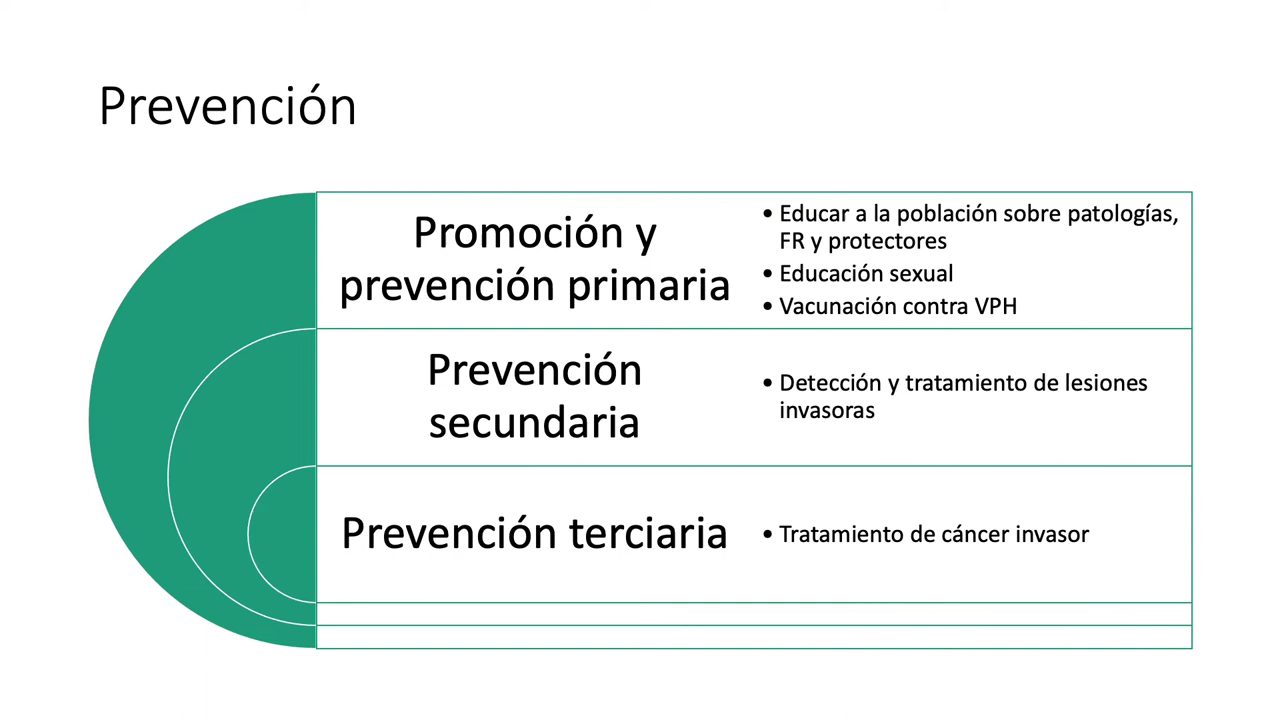 Prevención
Promoción y
prevención primaria
• Educar a la población sobre patologías,
FR y protectores
• Educación sexual
• Vacunación contra VPH
Prevención
secundaria
• Detección y tratamiento de lesiones
invasoras
Prevención terciaria
• Tratamiento de cáncer invasor